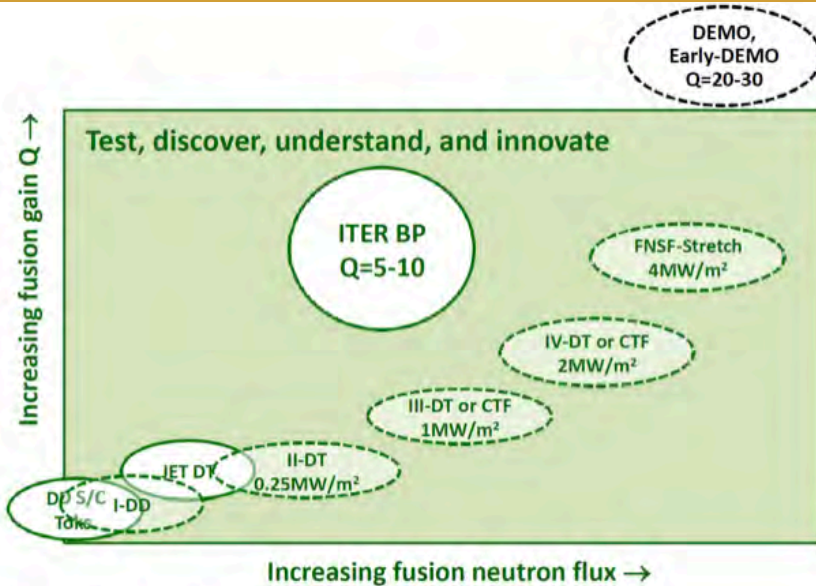 DEMO,
Early-DEMO
Q=20-30
Increasing fusion gain Q →
Test, discover, understand, and innovate
ITER BP
Q=5-10
FNSF-Stretch
4MW/m²
IV-DT or CTF
2MW/m²
III-DT or CTF
1MW/m²
JET DT
II-DT
0.25MW/m²
DD S/C
Toks.
I-DD
Increasing fusion neutron flux →